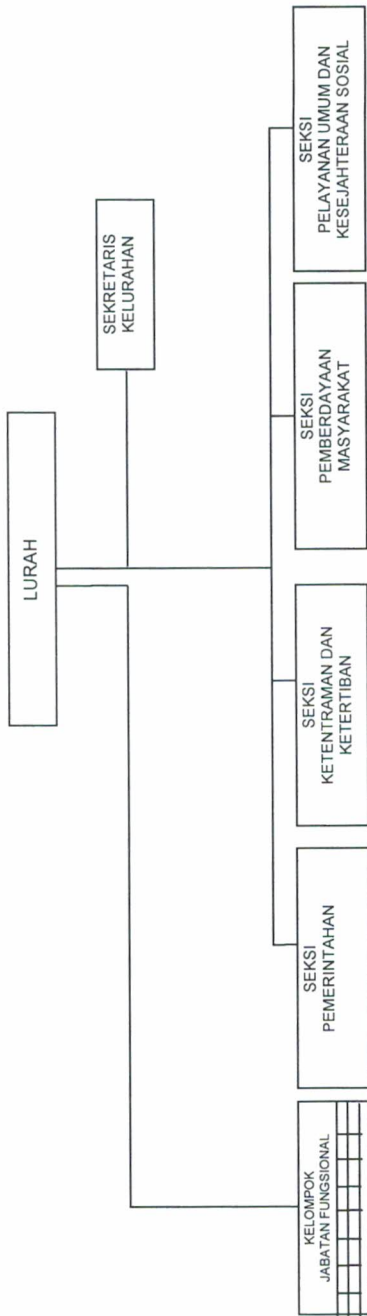 LURAH
SEKRETARIS
KELURAHAN
KELOMPOK
JABATAN FUNGSIONAL
SEKSI
PEMERINTAHAN
SEKSI
KETENTRAMAN DAN
KETERTIBAN
SEKSI
PEMBERDAYAAN
MASYARAKAT
SEKSI
PELAYANAN UMUM DAN
KESEJAHTERAAN SOSIAL